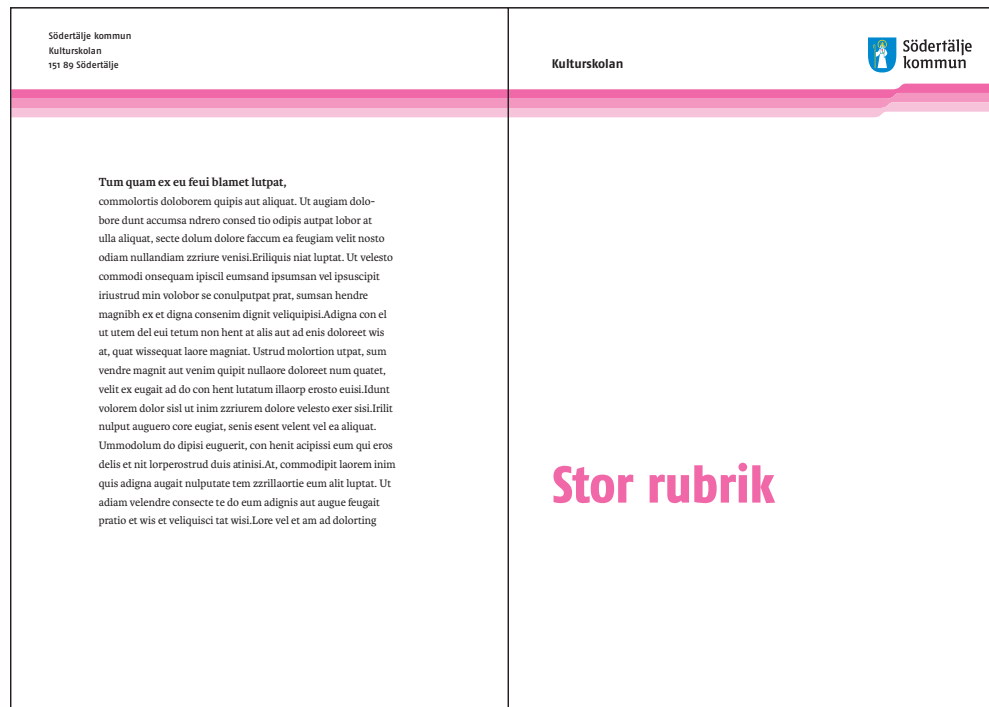 Södertälje kommun
Kulturskolan
151 89 Södertälje
Tum quam ex eu feui blamet lutpat,
commolortis doloborem quipis aut aliquat. Ut augiam dolo-
bore dunt accumsa ndrero consed tio odipis autpat lobor at
ulla aliquat, secte dolum dolore faccum ea feugiam velit nosto
odiam nullandiam zzriure venisi.Eriliquis niat luptat. Ut velesto
commodi onsequam ipiscil eumsand ipsumsan vel ipsuscipit
iriustrud min volobor se conulputpat prat, sumsan hendre
magnibh ex et digna consenim dignit veliquipisi.Adigna con el
ut utem del eui tetum non hent at alis aut ad enis doloreet wis
at, quat wissequat laore magniat. Ustrud molortion utpat, sum
vendre magnit aut venim quipit nullaore doloreet num quatet,
velit ex eugait ad do con hent lutatum illaorp erosto euisi.Idunt
volorem dolor sisl ut inim zzriurem dolore velesto exer sisi.Irilit
nulput auguero core eugiat, senis esent velent vel ea aliquat.
Ummodolum do dipisi euguerit, con henit acipissi eum qui eros
delis et nit lorperostrud duis atinisi.At, commodipit laorem inim
quis adigna augait nulputate tem zzrillaortie eum alit luptat. Ut
adiam velendre consecte te do eum adignis aut augue feugait
pratio et wis et veliquisci tat wisi.Lore vel et am ad dolorting
Kulturskolan
Södertälje
kommun
Stor rubrik